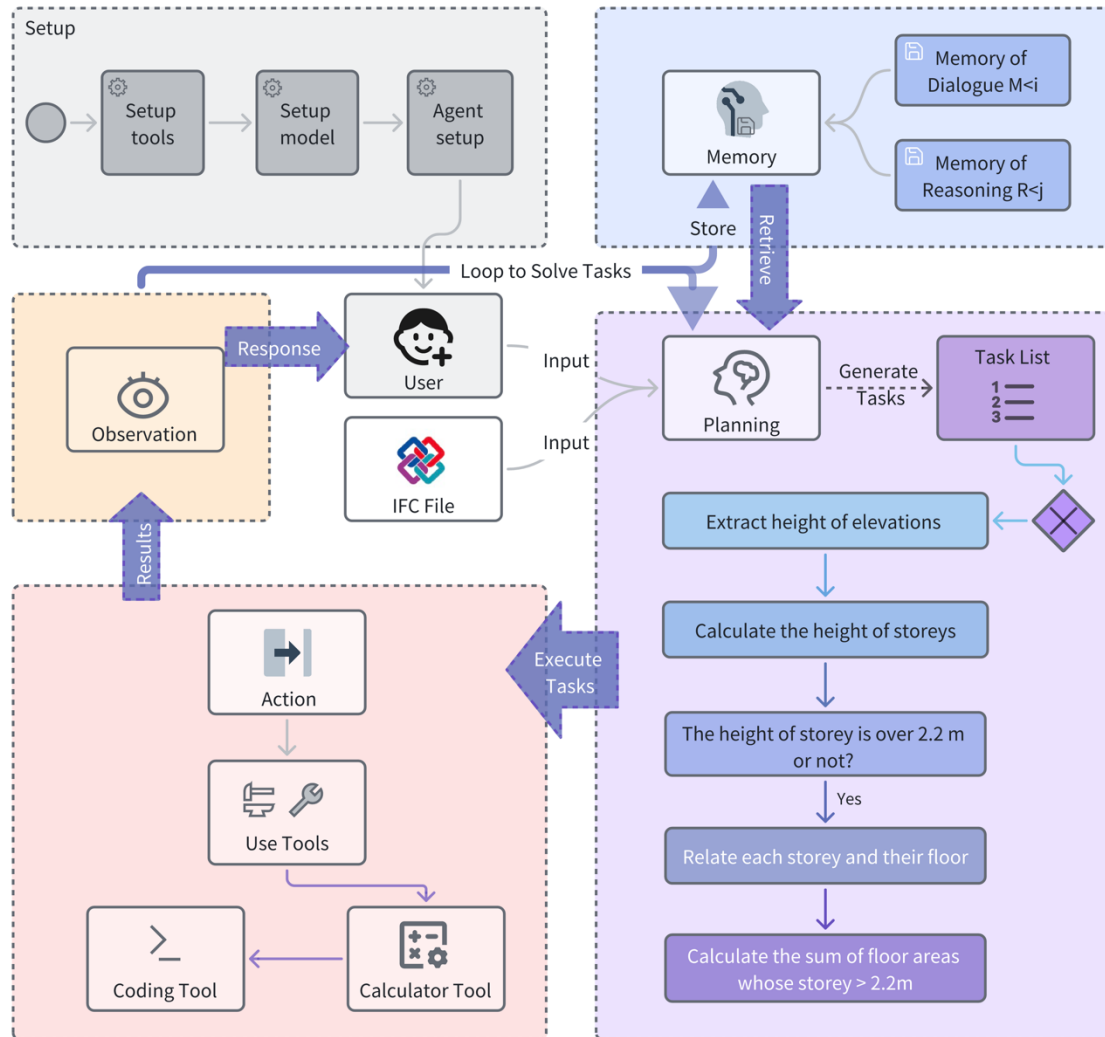 Setup
Setup
tools
Setup
model
Agent
setup
Memory
Memory of
Dialogue M<i
Memory of
Reasoning R<j
Store
Retrieve
Loop to Solve Tasks
Observation
Response
User
Input
IFC File
Input
Planning
Generate
Tasks
Task List
1
2
3
Extract height of elevations
Calculate the height of storeys
The height of storey is over 2.2 m
or not?
Yes
Relate each storey and their floor
Calculate the sum of floor areas
whose storey > 2.2m
Execute
Tasks
Results
Action
Use Tools
Coding Tool
Calculator Tool